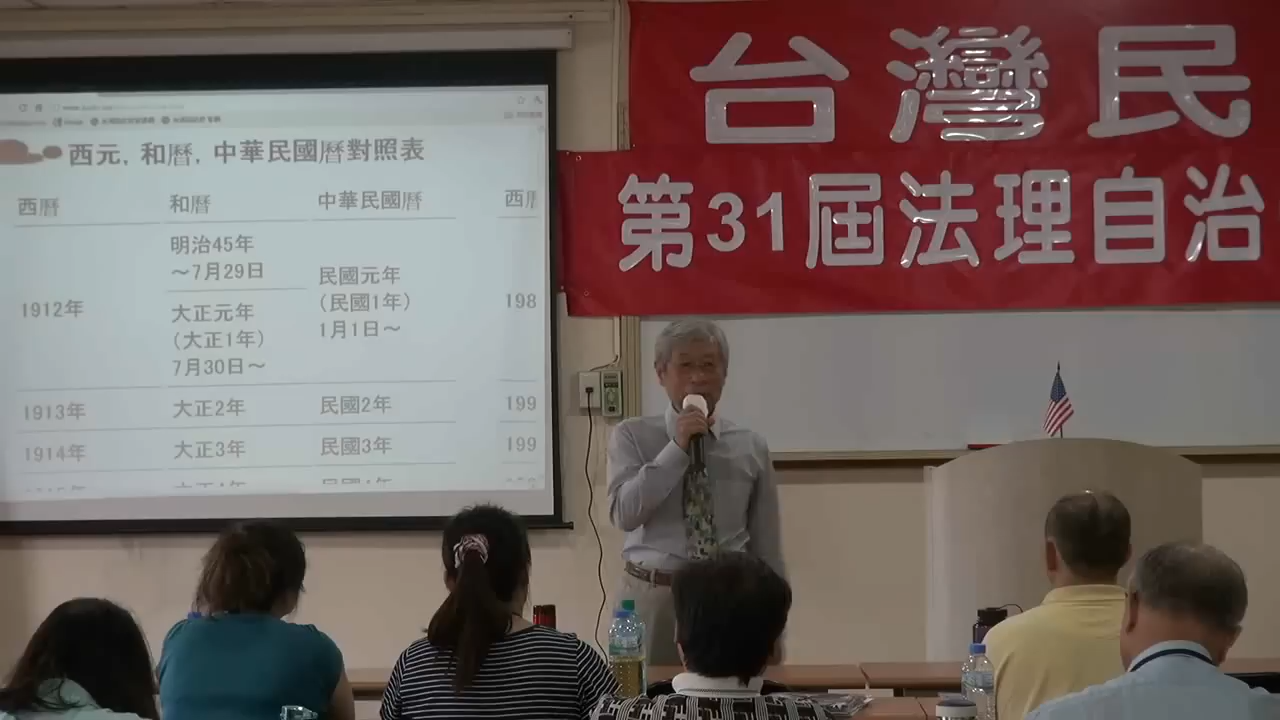 台灣民
第31屆法理自治
西元, 和曆, 中華民國曆對照表
西曆 和曆 中華民國曆 西
1912年
明治45年
～7月29日
大正元年
(大正1年)
7月30日～
民國元年
(民國1年)
1月1日～
198
1913年 大正2年 民國2年 199
1914年 大正3年 民國3年 199